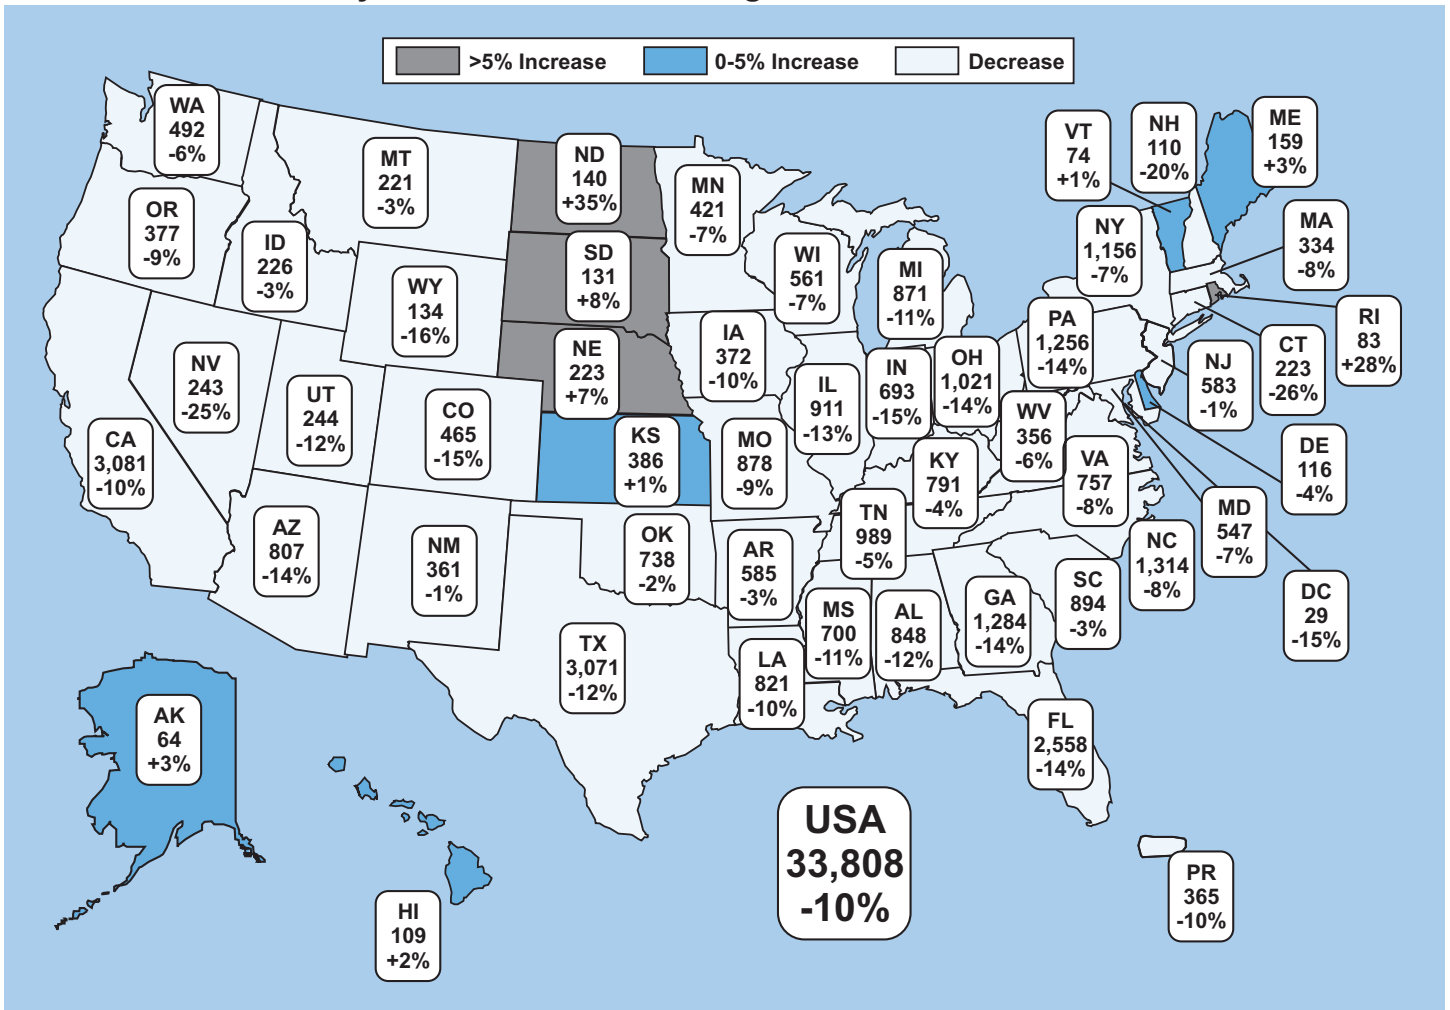 >5% Increase
0-5% Increase
Decrease
WA
492
-6%
OR
377
-9%
ID
226
-3%
MT
221
-3%
WY
134
-16%
ND
140
+35%
SD
131
+8%
NE
223
+7%
MN
421
-7%
WI
561
-7%
MI
871
-11%
IA
372
-10%
IL
911
-13%
IN
693
-15%
OH
1,021
-14%
PA
1,256
-14%
NY
1,156
-7%
VT
74
+1%
NH
110
-20%
ME
159
+3%
MA
334
-8%
RI
83
+28%
CT
223
-26%
NJ
583
-1%
DE
116
-4%
MD
547
-7%
DC
29
-15%
NV
243
-25%
UT
244
-12%
CO
465
-15%
KS
386
+1%
MO
878
-9%
KY
791
-4%
WV
356
-6%
VA
757
-8%
CA
3,081
-10%
AZ
807
-14%
NM
361
-1%
OK
738
-2%
AR
585
-3%
TN
989
-5%
NC
1,314
-8%
SC
894
-3%
TX
3,071
-12%
LA
821
-10%
MS
700
-11%
AL
848
-12%
GA
1,284
-14%
FL
2,558
-14%
AK
64
+3%
HI
109
+2%
USA
33,808
-10%
PR
365
-10%